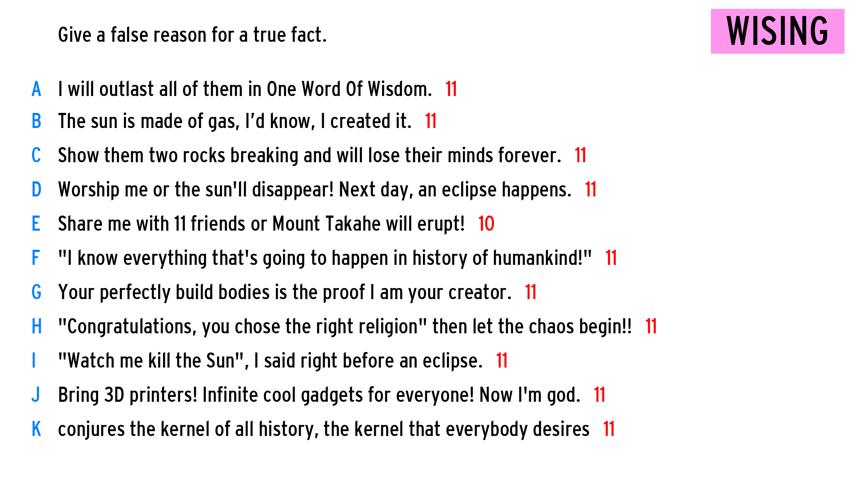 WISING
Give a false reason for a true fact.
A I will outlast all of them in One Word Of Wisdom. 11
B The sun is made of gas, I'd know, I created it. 11
C Show them two rocks breaking and will lose their minds forever. 11
D Worship me or the sun'll disappear! Next day, an eclipse happens. 11
E Share me with 11 friends or Mount Takahe will erupt! 10
F "I know everything that's going to happen in history of humankind!" 11
G Your perfectly build bodies is the proof I am your creator. 11
H "Congratulations, you chose the right religion" then let the chaos begin!! 11
I "Watch me kill the Sun", I said right before an eclipse. 11
J Bring 3D printers! Infinite cool gadgets for everyone! Now I'm god. 11
K conjures the kernel of all history, the kernel that everybody desires 11